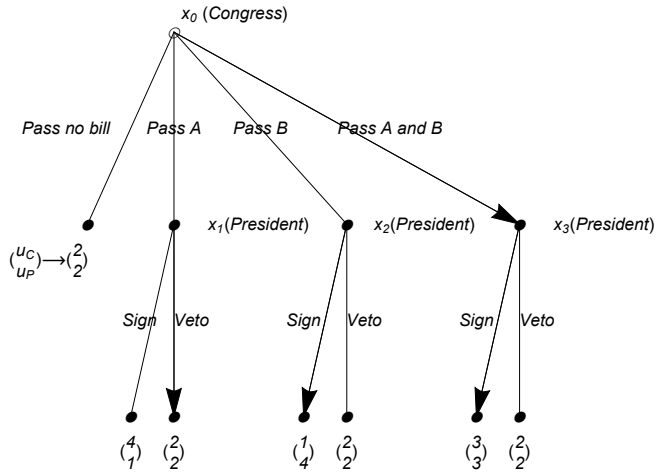 x0 (Congress)
Pass no bill Pass A Pass B Pass A and B
x1(President) x2(President) x3(President)
(uC uP)→(2 2)
Sign Veto Sign Veto Sign Veto
(4 1) (2 2) (1 4) (2 2) (3 3) (2 2)